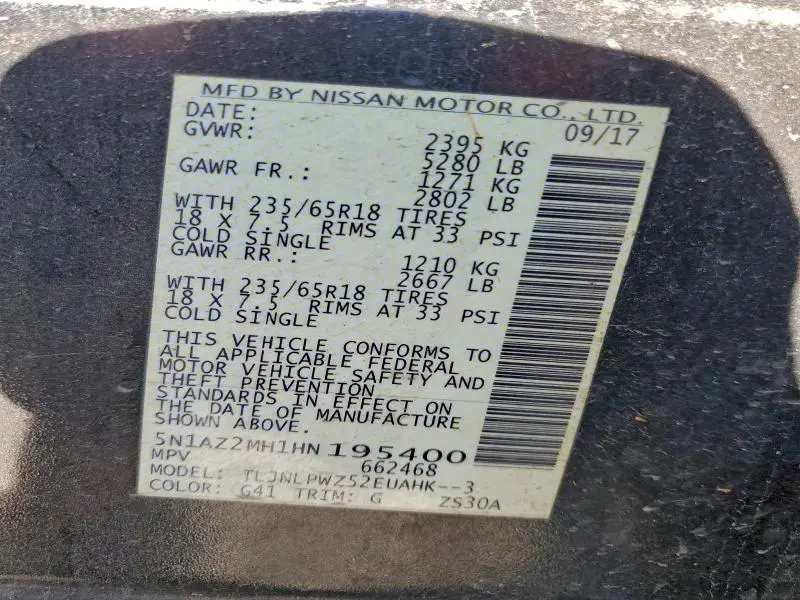 MFD BY NISSAN MOTOR CO., LTD.
DATE: 09/17
GVWR: 2395 KG
5280 LB
GAWR FR.: 1271 KG
2802 LB
WITH 235/65R18 TIRES
18 X 7.5 RIMS AT 33 PSI
COLD SINGLE
GAWR RR.: 1210 KG
2667 LB
WITH 235/65R18 TIRES
18 X 7.5 RIMS AT 33 PSI
COLD SINGLE
THIS VEHICLE CONFORMS TO
ALL APPLICABLE FEDERAL
MOTOR VEHICLE SAFETY AND
THEFT PREVENTION
STANDARDS IN EFFECT ON
THE DATE OF MANUFACTURE
SHOWN ABOVE.
5N1AZ2MH1HN195400
MPV 662468
MODEL: TLJNLPWZ52EUAHK--3
COLOR: G41 TRIM: G ZS30A